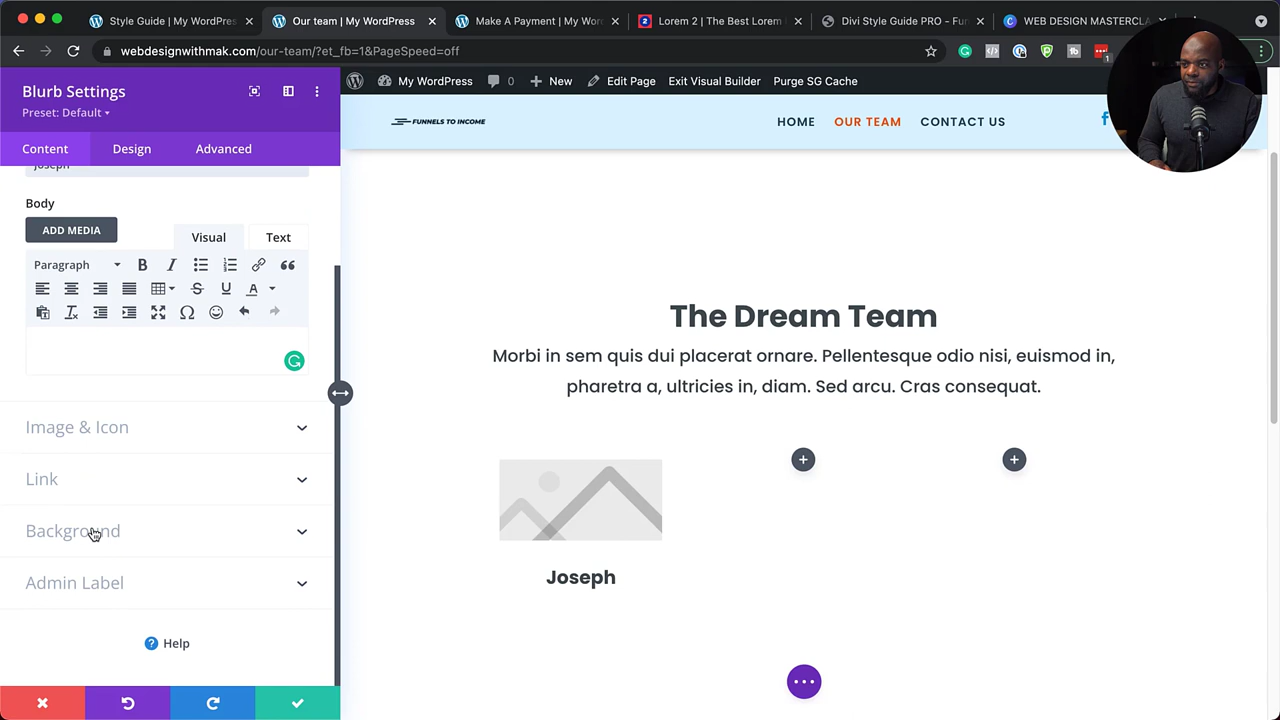 Style Guide | My WordPress
Our team | My WordPress
Make A Payment | My Wor
Lorem 2 | The Best Lorem
Divi Style Guide PRO - Fun
WEB DESIGN MASTERCLA
webdesignwithmak.com/our-team/?et_fb=1&PageSpeed=off
My WordPress
0
New
Edit Page
Exit Visual Builder
Purge SG Cache
Blurb Settings
Preset: Default
Content
Design
Advanced
FUNNELS TO INCOME
HOME
OUR TEAM
CONTACT US
Joseph
Body
ADD MEDIA
Visual
Text
Paragraph
Image & Icon
Link
Background
Admin Label
Help
The Dream Team
Morbi in sem quis dui placerat ornare. Pellentesque odio nisi, euismod in,
pharetra a, ultricies in, diam. Sed arcu. Cras consequat.
Joseph